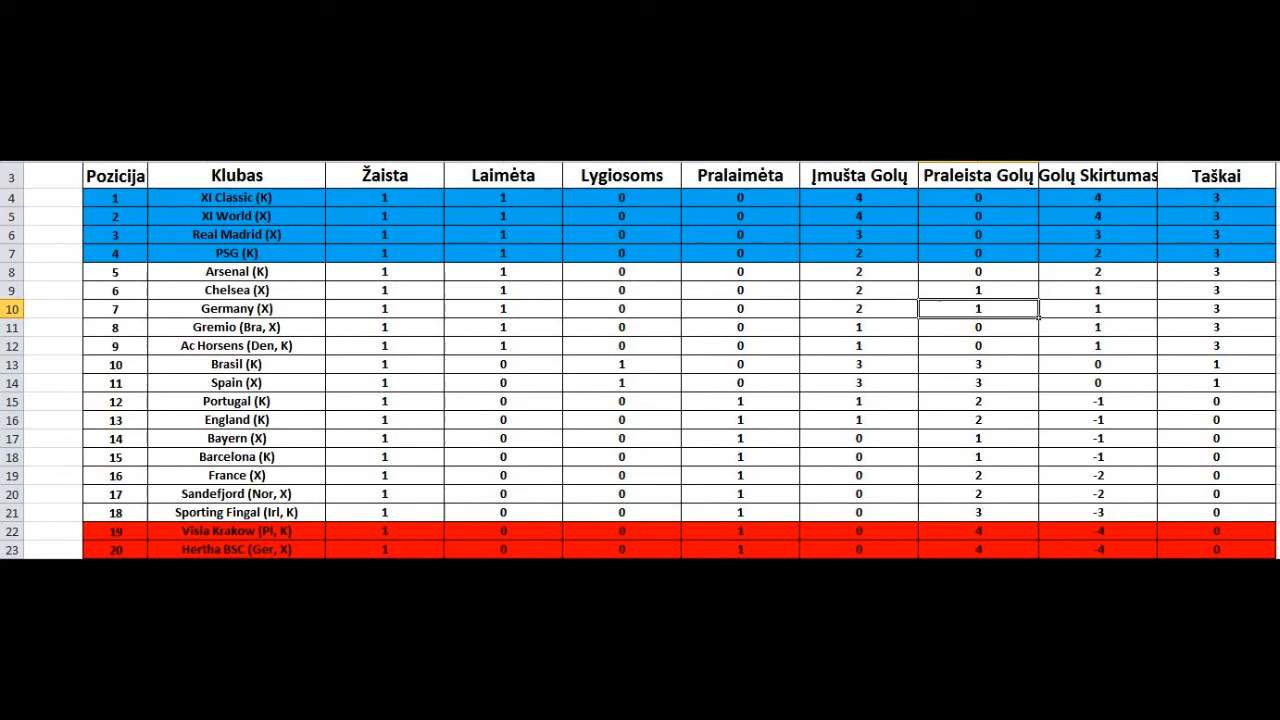 3 Pozicija Klubas Žaista Laimėta Lygiosoms Pralaimėta Įmušta Golų Praleista Golų Golų Skirtumas Taškai
4 1 XI Classic (K) 1 1 0 0 4 0 4 3
5 2 XI World (X) 1 1 0 0 4 0 4 3
6 3 Real Madrid (X) 1 1 0 0 3 0 3 3
7 4 PSG (K) 1 1 0 0 2 0 2 3
8 5 Arsenal (K) 1 1 0 0 2 0 2 3
9 6 Chelsea (X) 1 1 0 0 2 1 1 3
10 7 Germany (X) 1 1 0 0 2 1 1 3
11 8 Gremio (Bra, X) 1 1 0 0 1 0 1 3
12 9 Ac Horsens (Den, K) 1 1 0 0 1 0 1 3
13 10 Brasil (K) 1 0 1 0 3 3 0 1
14 11 Spain (X) 1 0 1 0 3 3 0 1
15 12 Portugal (K) 1 0 0 1 1 2 -1 0
16 13 England (K) 1 0 0 1 1 2 -1 0
17 14 Bayern (X) 1 0 0 1 0 1 -1 0
18 15 Barcelona (K) 1 0 0 1 0 1 -1 0
19 16 France (X) 1 0 0 1 0 2 -2 0
20 17 Sandefjord (Nor, X) 1 0 0 1 0 2 -2 0
21 18 Sporting Fingal (Irl, K) 1 0 0 1 0 3 -3 0
22 19 Visla Krakow (Pl, K) 1 0 0 1 0 4 -4 0
23 20 Hertha BSC (Ger, X) 1 0 0 1 0 4 -4 0